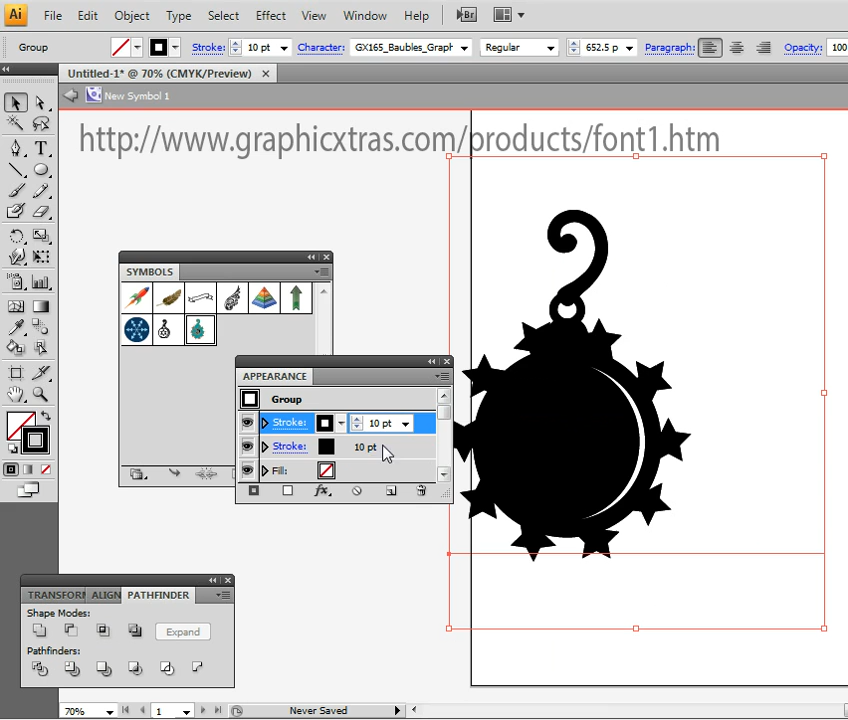 Ai File Edit Object Type Select Effect View Window Help Br
Group Stroke: 10 pt Character: GX165_Baubles_Graph Regular 652.5 p Paragraph: Opacity: 100
Untitled-1* @ 70% (CMYK/Preview)
New Symbol 1
http://www.graphicxtras.com/products/font1.htm
SYMBOLS
APPEARANCE
Group
Stroke: 10 pt
Stroke: 10 pt
Fill:
fx
TRANSFORM ALIGN PATHFINDER
Shape Modes:
Expand
Pathfinders:
70% 1 Never Saved